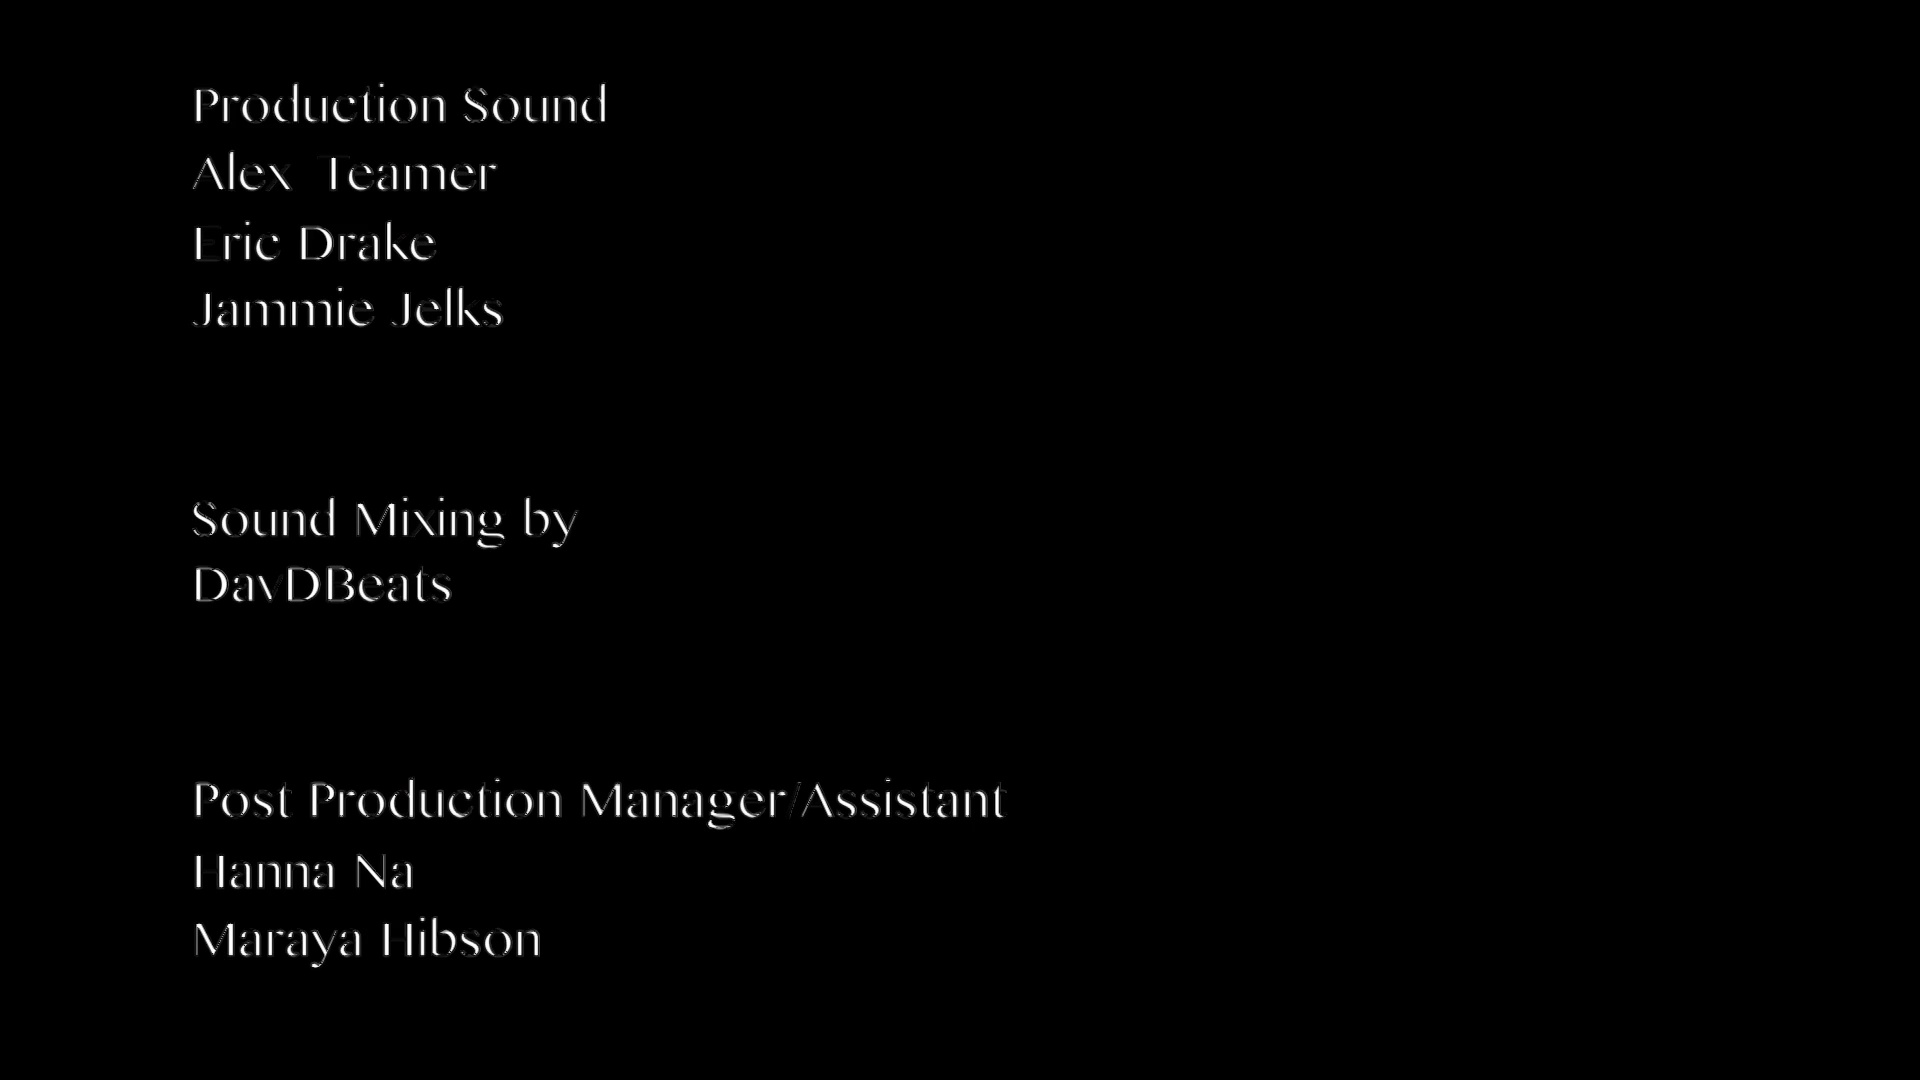 Production Sound
Alex  Teamer
Eric Drake
Jammie Jelks
Sound Mixing by
DavDBeats
Post Production Manager/Assistant
Hanna Na
Maraya Hibson